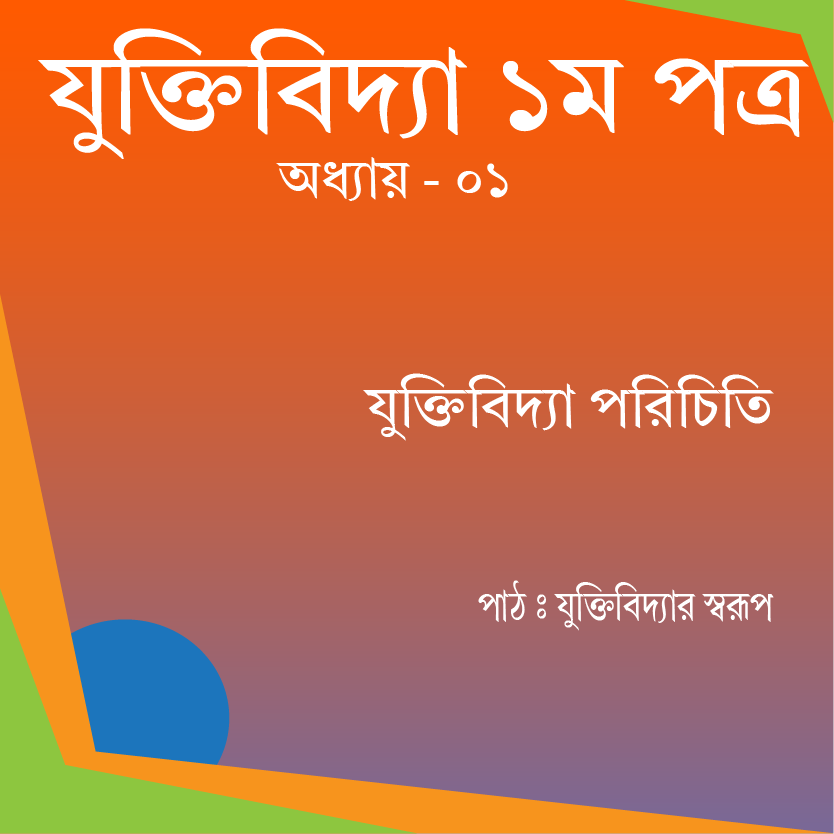 যুক্তিবিদ্যা ১ম পত্র
অধ্যায় - ০১
যুক্তিবিদ্যা পরিচিতি
পাঠ ঃ যুক্তিবিদ্যার স্বরূপ